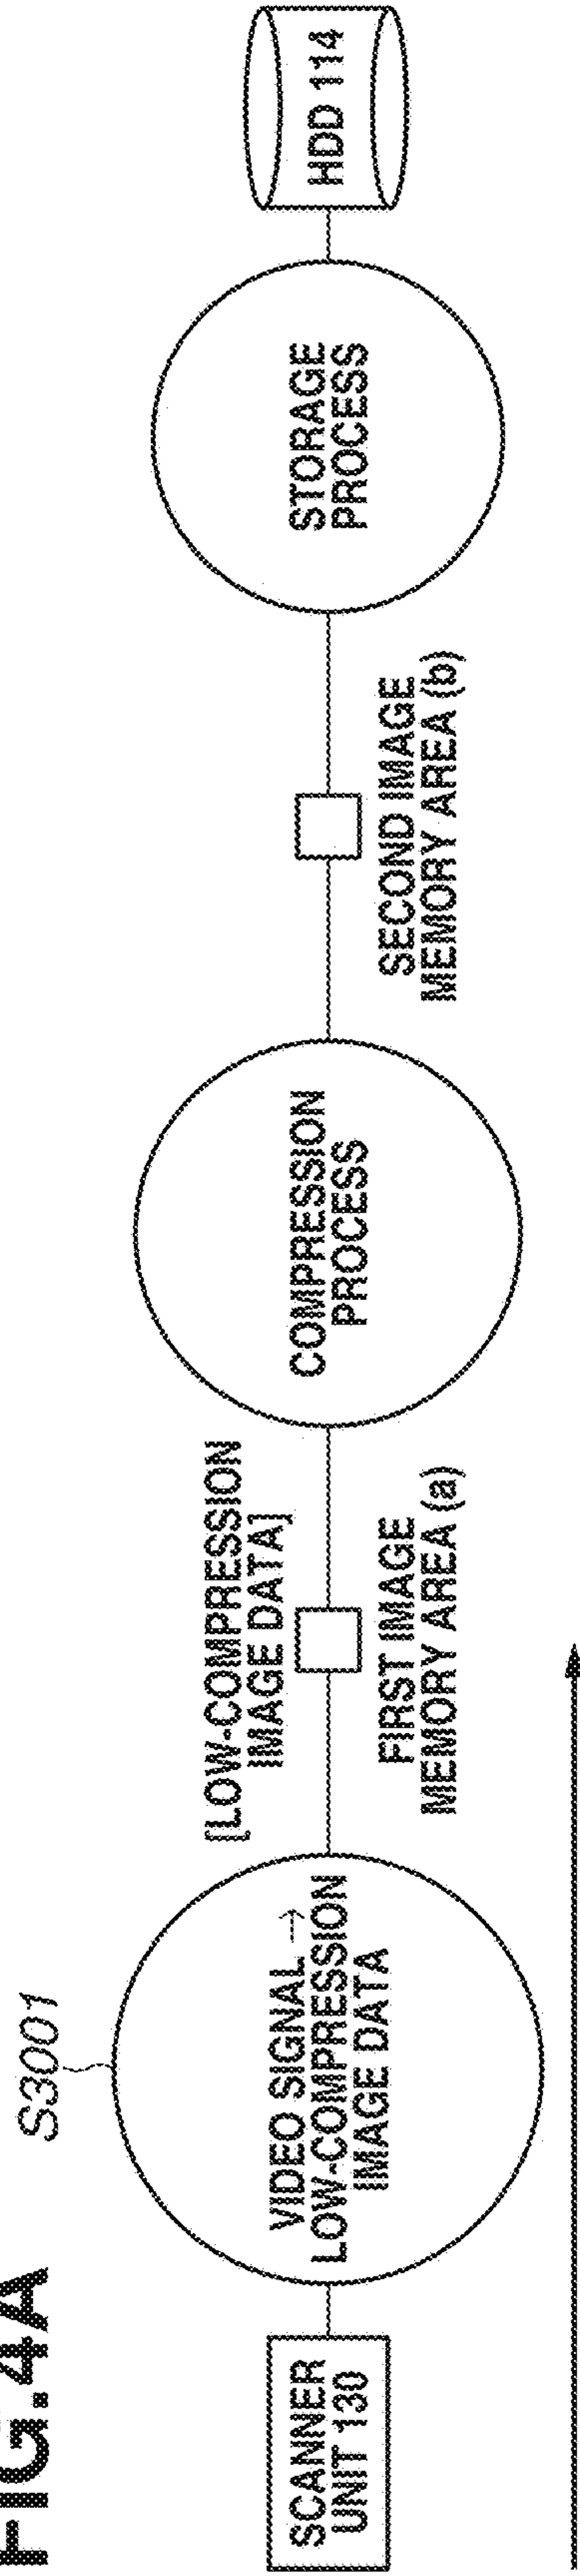 FIG.4A
S3001
SCANNER
UNIT 130
VIDEO SIGNAL →
LOW-COMPRESSION
IMAGE DATA
[LOW-COMPRESSION
IMAGE DATA]
FIRST IMAGE
MEMORY AREA (a)
COMPRESSION
PROCESS
SECOND IMAGE
MEMORY AREA (b)
STORAGE
PROCESS
HDD 114